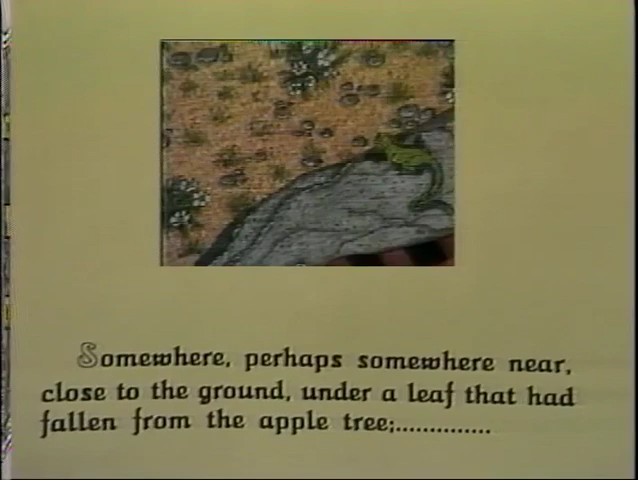 Somewhere, perhaps somewhere near,
close to the ground, under a leaf that had
fallen from the apple tree;..............